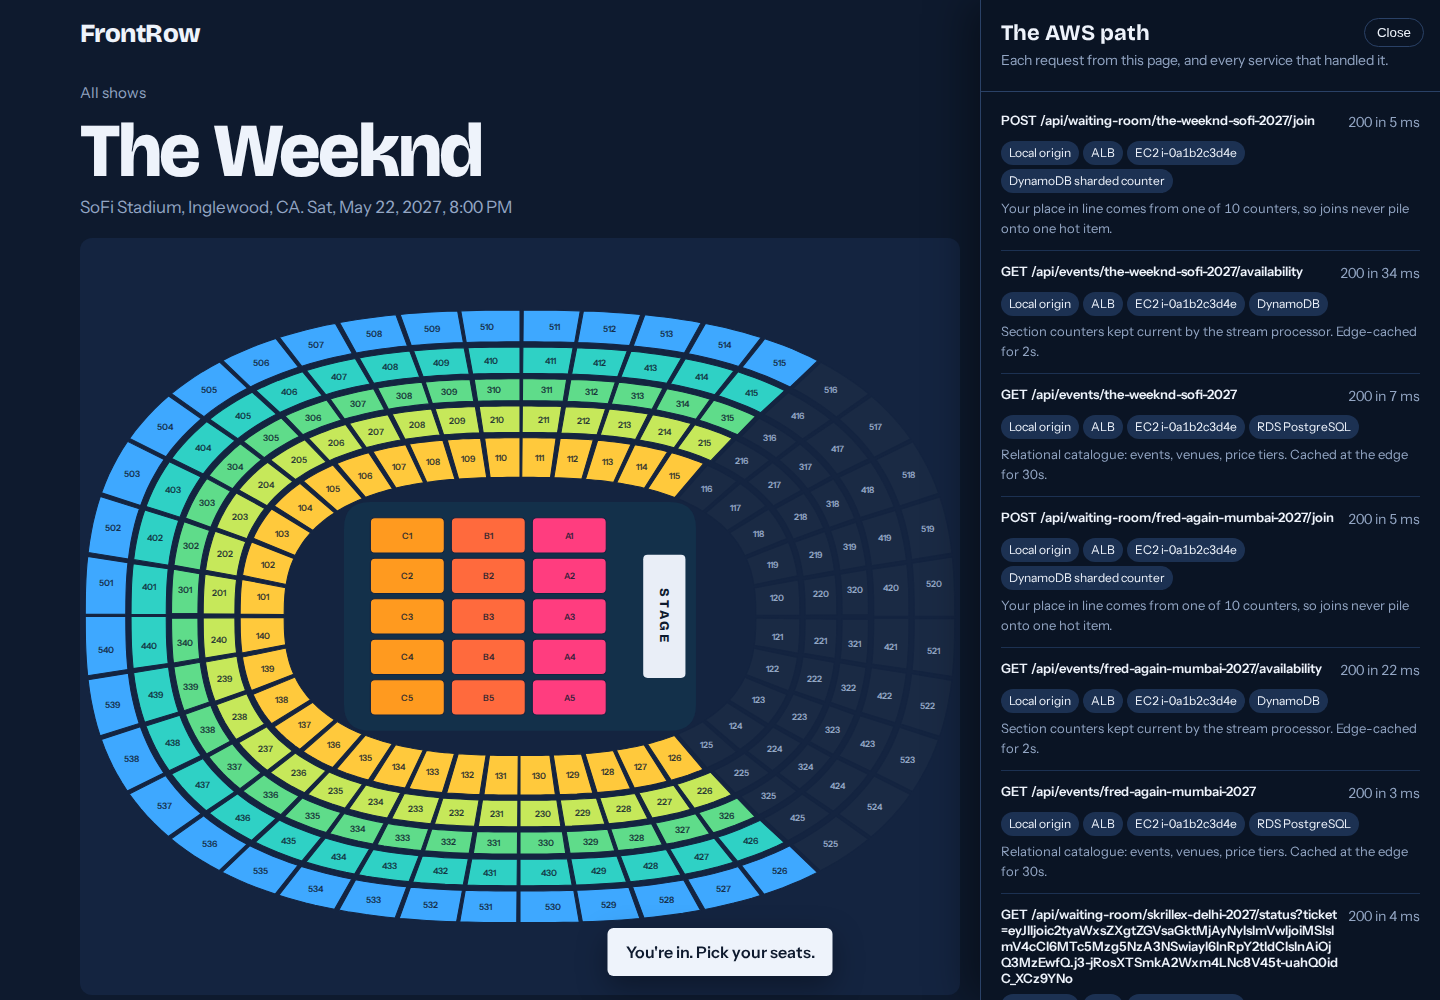 FrontRow
All shows
The Weeknd
SoFi Stadium, Inglewood, CA. Sat, May 22, 2027, 8:00 PM
501 502 503 504 505 506 507 508 509 510 511 512 513 514 515 516 517 518 519 520
401 402 403 404 405 406 407 408 409 410 411 412 413 414 415 416 417 418 419 420
301 302 303 304 305 306 307 308 309 310 311 312 313 314 315 316 317 318 319 320
201 202 203 204 205 206 207 208 209 210 211 212 213 214 215 216 217 218 219 220
101 102 103 104 105 106 107 108 109 110 111 112 113 114 115 116 117 118 119 120
C1 B1 A1
C2 B2 A2
C3 B3 A3
C4 B4 A4
C5 B5 A5
STAGE
140 139 138 137 136 135 134 133 132 131 130 129 128 127 126 125 124 123 122 121
240 239 238 237 236 235 234 233 232 231 230 229 228 227 226 225 224 223 222 221
340 339 338 337 336 335 334 333 332 331 330 329 328 327 326 325 324 323 322 321
440 439 438 437 436 435 434 433 432 431 430 429 428 427 426 425 424 423 422 421
540 539 538 537 536 535 534 533 532 531 530 529 528 527 526 525 524 523 522 521
You're in. Pick your seats.
The AWS path
Close
Each request from this page, and every service that handled it.
POST /api/waiting-room/the-weeknd-sofi-2027/join 200 in 5 ms
Local origin ALB EC2 i-0a1b2c3d4e
DynamoDB sharded counter
Your place in line comes from one of 10 counters, so joins never pile
onto one hot item.
GET /api/events/the-weeknd-sofi-2027/availability 200 in 34 ms
Local origin ALB EC2 i-0a1b2c3d4e DynamoDB
Section counters kept current by the stream processor. Edge-cached
for 2s.
GET /api/events/the-weeknd-sofi-2027 200 in 7 ms
Local origin ALB EC2 i-0a1b2c3d4e RDS PostgreSQL
Relational catalogue: events, venues, price tiers. Cached at the edge
for 30s.
POST /api/waiting-room/fred-again-mumbai-2027/join 200 in 5 ms
Local origin ALB EC2 i-0a1b2c3d4e
DynamoDB sharded counter
Your place in line comes from one of 10 counters, so joins never pile
onto one hot item.
GET /api/events/fred-again-mumbai-2027/availability 200 in 22 ms
Local origin ALB EC2 i-0a1b2c3d4e DynamoDB
Section counters kept current by the stream processor. Edge-cached
for 2s.
GET /api/events/fred-again-mumbai-2027 200 in 3 ms
Local origin ALB EC2 i-0a1b2c3d4e RDS PostgreSQL
Relational catalogue: events, venues, price tiers. Cached at the edge
for 30s.
GET /api/waiting-room/skrillex-delhi-2027/status?ticket 200 in 4 ms